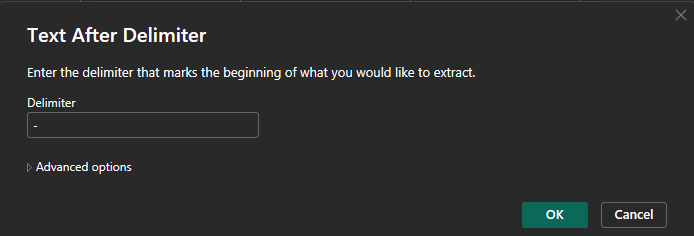 Text After Delimiter
Enter the delimiter that marks the beginning of what you would like to extract.
Delimiter
-
Advanced options
OK Cancel